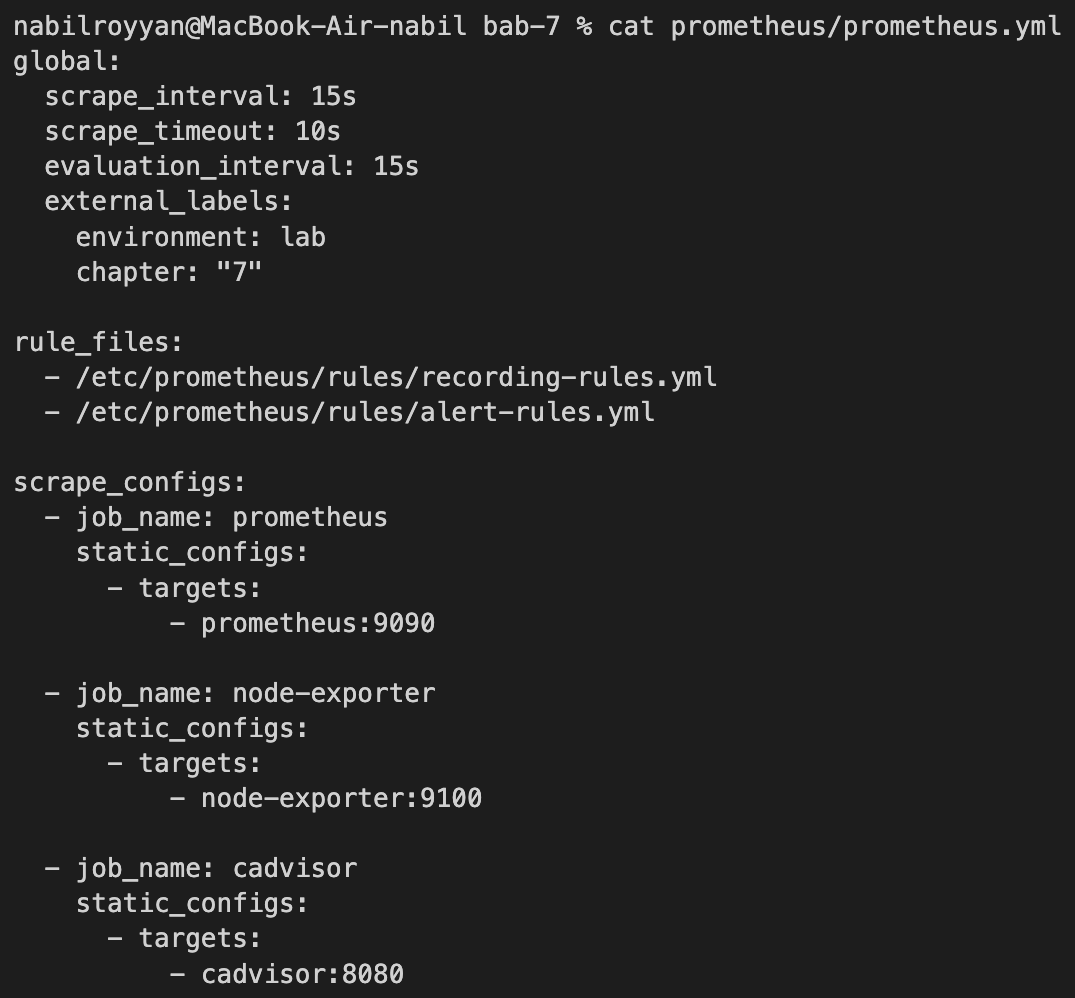 nabilroyyan@MacBook-Air-nabil bab-7 % cat prometheus/prometheus.yml
global:
  scrape_interval: 15s
  scrape_timeout: 10s
  evaluation_interval: 15s
  external_labels:
    environment: lab
    chapter: "7"

rule_files:
  - /etc/prometheus/rules/recording-rules.yml
  - /etc/prometheus/rules/alert-rules.yml

scrape_configs:
  - job_name: prometheus
    static_configs:
      - targets:
          - prometheus:9090

  - job_name: node-exporter
    static_configs:
      - targets:
          - node-exporter:9100

  - job_name: cadvisor
    static_configs:
      - targets:
          - cadvisor:8080